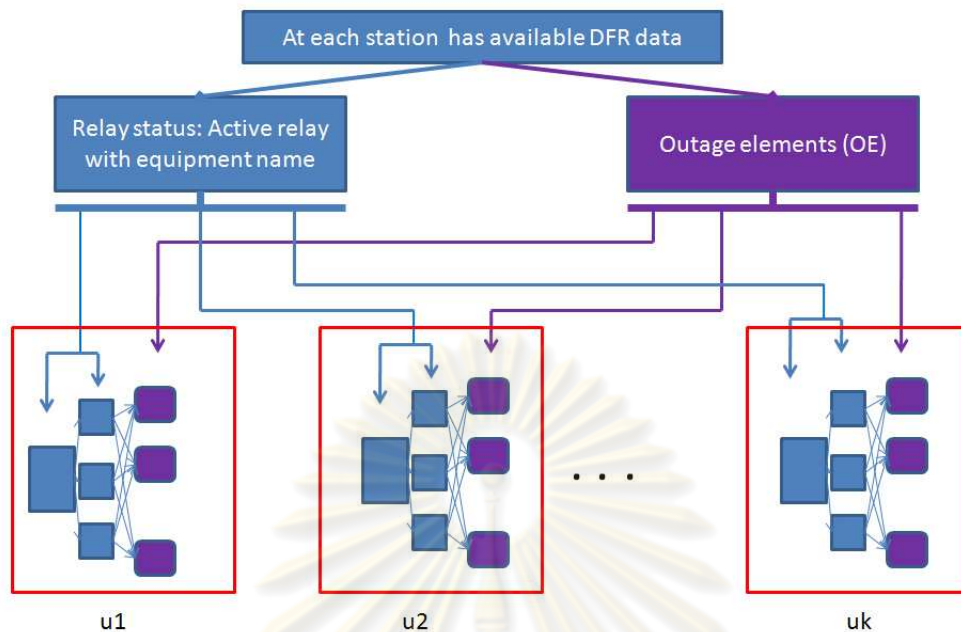 At each station has available DFR data
Relay status: Active relay
with equipment name
Outage elements (OE)
. . .
u1
u2
uk